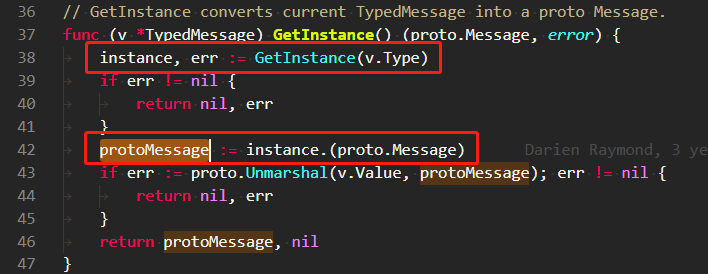 36 // GetInstance converts current TypedMessage into a proto Message.
37 func (v *TypedMessage) GetInstance() (proto.Message, error) {
38 instance, err := GetInstance(v.Type)
39 if err != nil {
40 return nil, err
41 }
42 protoMessage := instance.(proto.Message) Darien Raymond, 3 ye
43 if err := proto.Unmarshal(v.Value, protoMessage); err != nil {
44 return nil, err
45 }
46 return protoMessage, nil
47 }